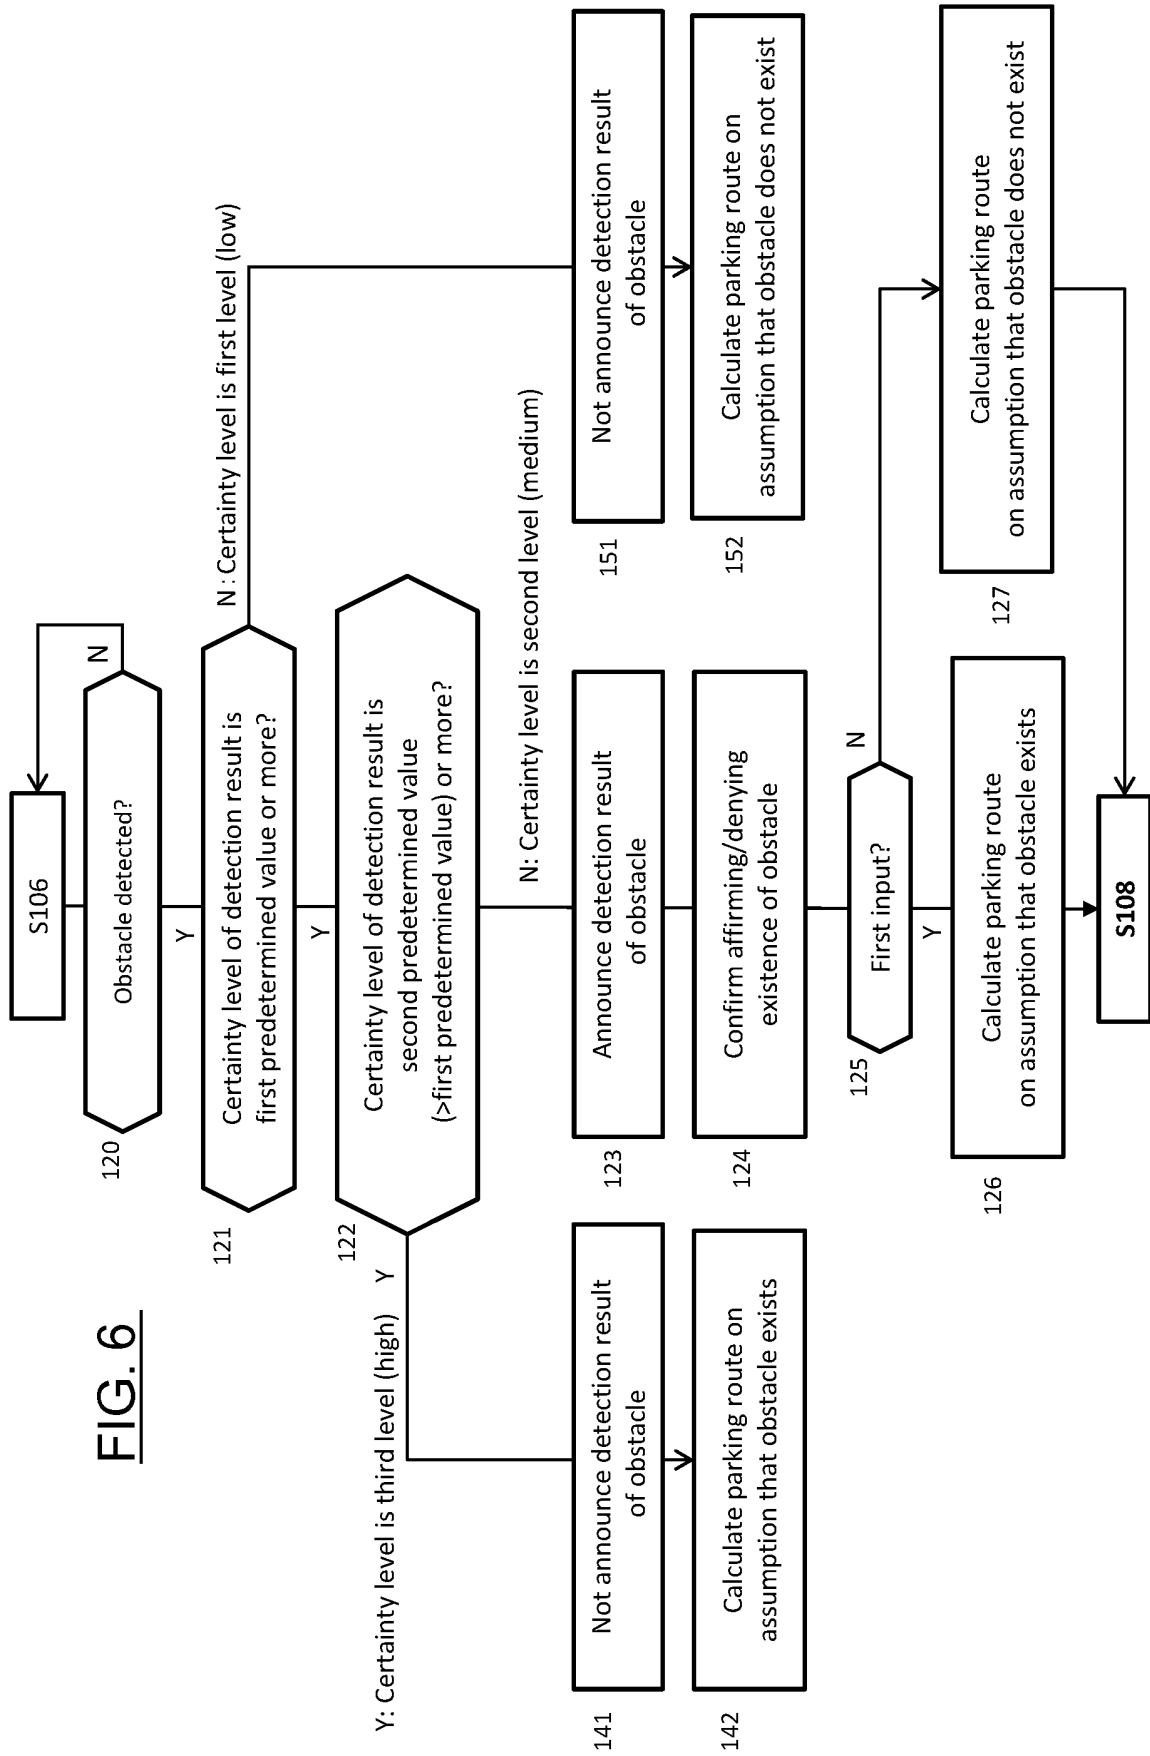 FIG. 6
S106
120
Obstacle detected?
N
Y
121
Certainty level of detection result is
first predetermined value or more?
N : Certainty level is first level (low)
Y
122
Certainty level of detection result is
second predetermined value
(>first predetermined value) or more?
Y: Certainty level is third level (high)
Y
N: Certainty level is second level (medium)
141
Not announce detection result
of obstacle
142
Calculate parking route on
assumption that obstacle exists
123
Announce detection result
of obstacle
124
Confirm affirming/denying
existence of obstacle
151
Not announce detection result
of obstacle
152
Calculate parking route on
assumption that obstacle does not exist
125
First input?
N
Y
126
Calculate parking route
on assumption that obstacle exists
127
Calculate parking route
on assumption that obstacle does not exist
S108